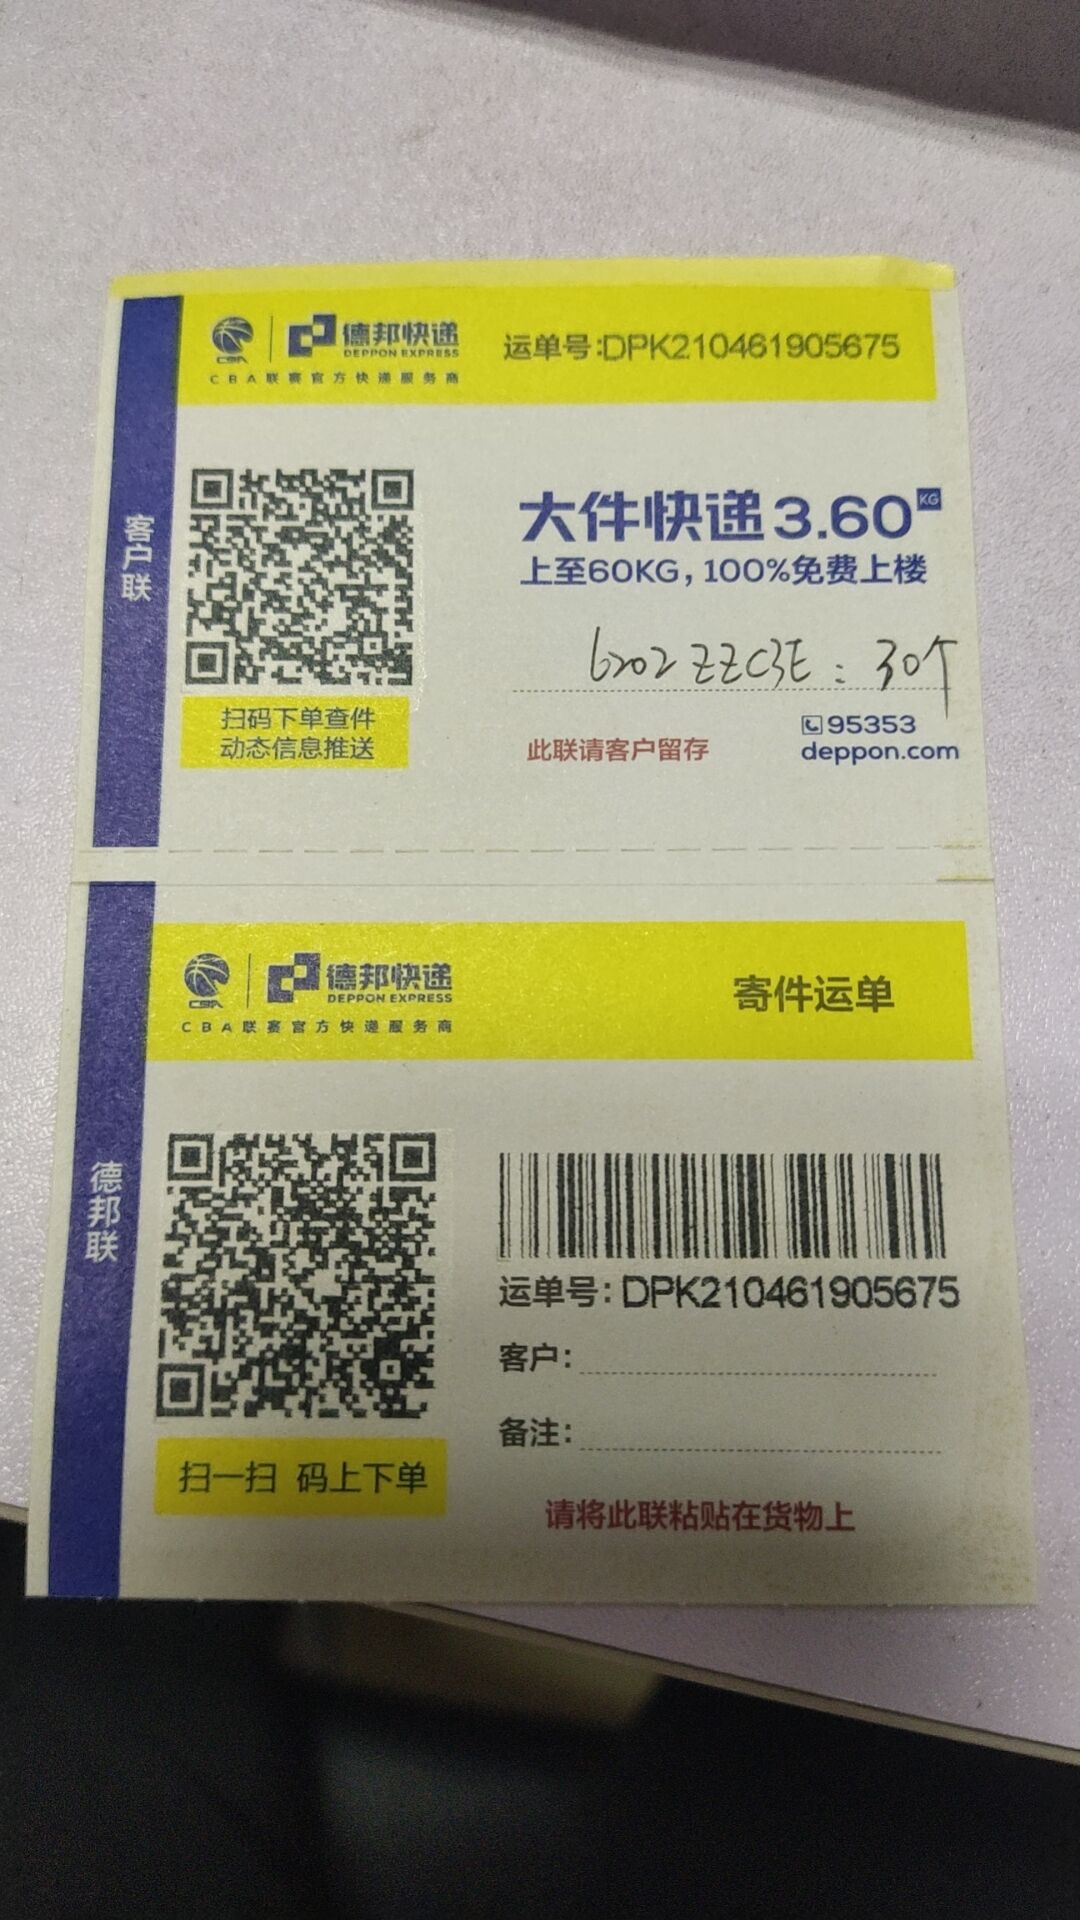 CBA
德邦快递
DEPPON EXPRESS
CBA联赛官方快递服务商
运单号:DPK210461905675
客户联
大件快递3.60KG
上至60KG,100%免费上楼
6202 ZZC3E:30个
扫码下单查件
动态信息推送
此联请客户留存
95353
deppon.com
CBA
德邦快递
DEPPON EXPRESS
CBA联赛官方快递服务商
寄件运单
德邦联
运单号:DPK210461905675
客户:
备注:
扫一扫 码上下单
请将此联粘贴在货物上